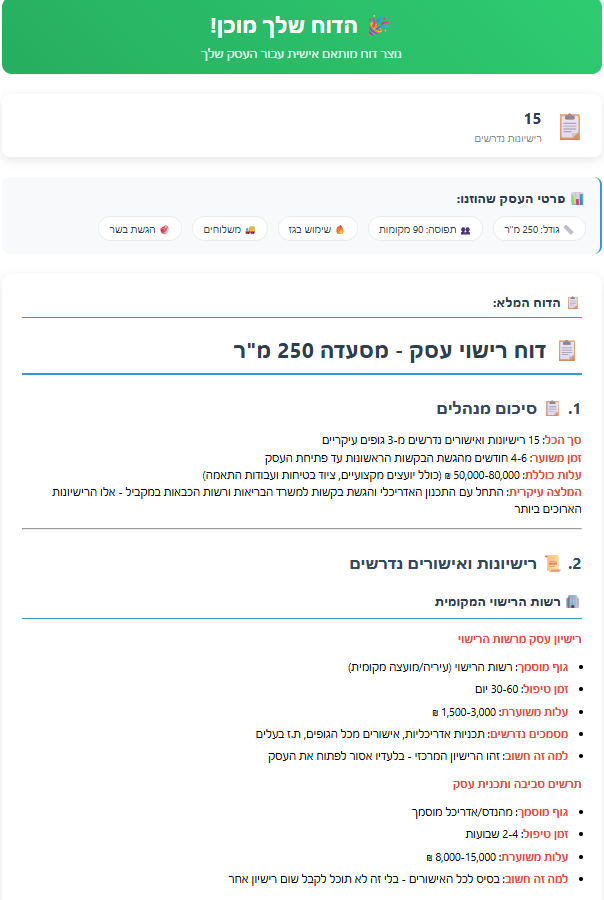 🎉 הדוח שלך מוכן!
נוצר דוח מותאם אישית עבור העסק שלך
15
רישיונות נדרשים
📊 פרטי העסק שהוזנו:
📏 גודל: 250 מ"ר 👥 תפוסה: 90 מקומות 🔥 שימוש בגז 🚚 משלוחים 🥩 הגשת בשר
📋 הדוח המלא:
📋 דוח רישוי עסק - מסעדה 250 מ"ר
1. 📋 סיכום מנהלים
סך הכל: 15 רישיונות ואישורים נדרשים מ-3 גופים עיקריים
זמן משוער: 4-6 חודשים מהגשת הבקשות הראשונות עד פתיחת העסק
עלות כוללת: 50,000-80,000 ₪ (כולל יועצים מקצועיים, ציוד בטיחות ועבודות התאמה)
המלצה עיקרית: התחל עם התכנון האדריכלי והגשת בקשות למשרד הבריאות ורשות הכבאות במקביל - אלו הרישיונות
הארוכים ביותר
2. 📜 רישיונות ואישורים נדרשים
🏢 רשות הרישוי המקומית
רישיון עסק מרשות הרישוי
• גוף מוסמך: רשות הרישוי (עיריה/מועצה מקומית)
• זמן טיפול: 30-60 יום
• עלות משוערת: 1,500-3,000 ₪
• מסמכים נדרשים: תכניות אדריכליות, אישורים מכל הגופים, ת.ז בעלים
• למה זה חשוב: זהו הרישיון המרכזי - בלעדיו אסור לפתוח את העסק
תרשים סביבה ותכנית עסק
• גוף מוסמך: מהנדס/אדריכל מוסמך
• זמן טיפול: 2-4 שבועות
• עלות משוערת: 8,000-15,000 ₪
• למה זה חשוב: בסיס לכל האישורים - בלי זה לא תוכל לקבל שום רישיון אחר